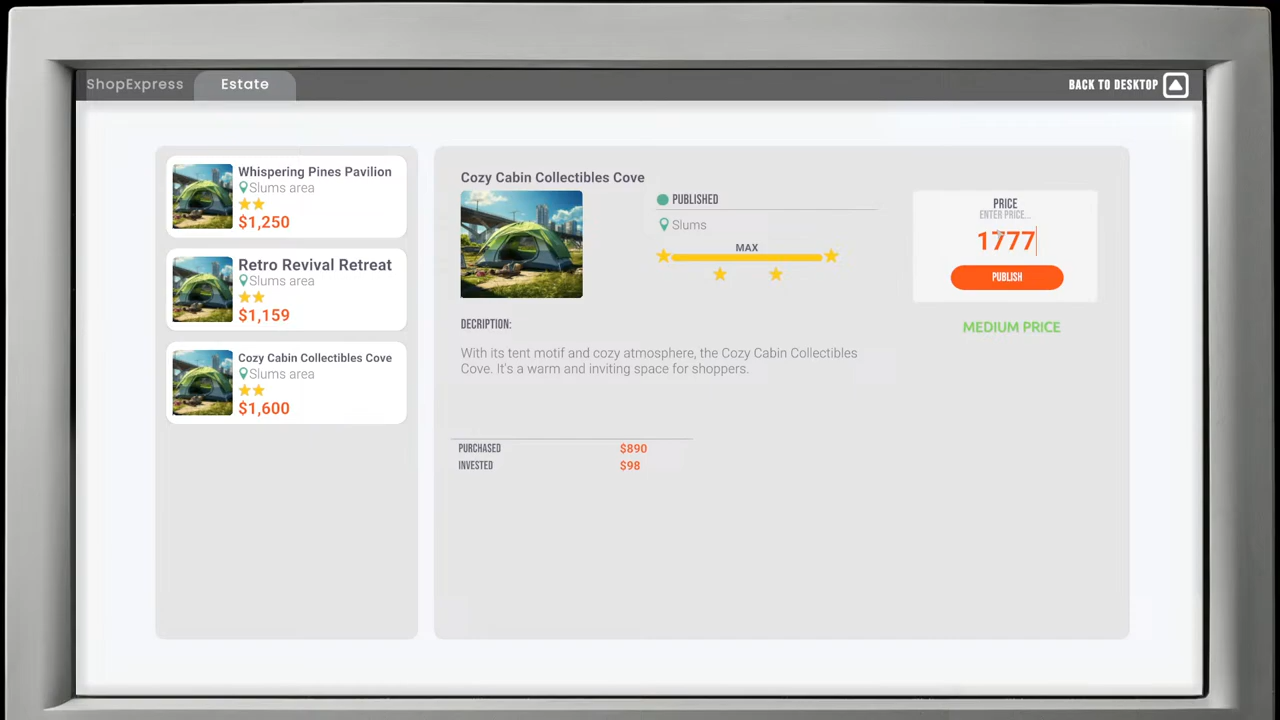 ShopExpress
Estate
BACK TO DESKTOP
Whispering Pines Pavilion
Slums area
$1,250
Retro Revival Retreat
Slums area
$1,159
Cozy Cabin Collectibles Cove
Slums area
$1,600
Cozy Cabin Collectibles Cove
PUBLISHED
Slums
MAX
PRICE
ENTER PRICE...
1777
PUBLISH
MEDIUM PRICE
DECRIPTION:
With its tent motif and cozy atmosphere, the Cozy Cabin Collectibles
Cove. It's a warm and inviting space for shoppers.
PURCHASED $890
INVESTED $98